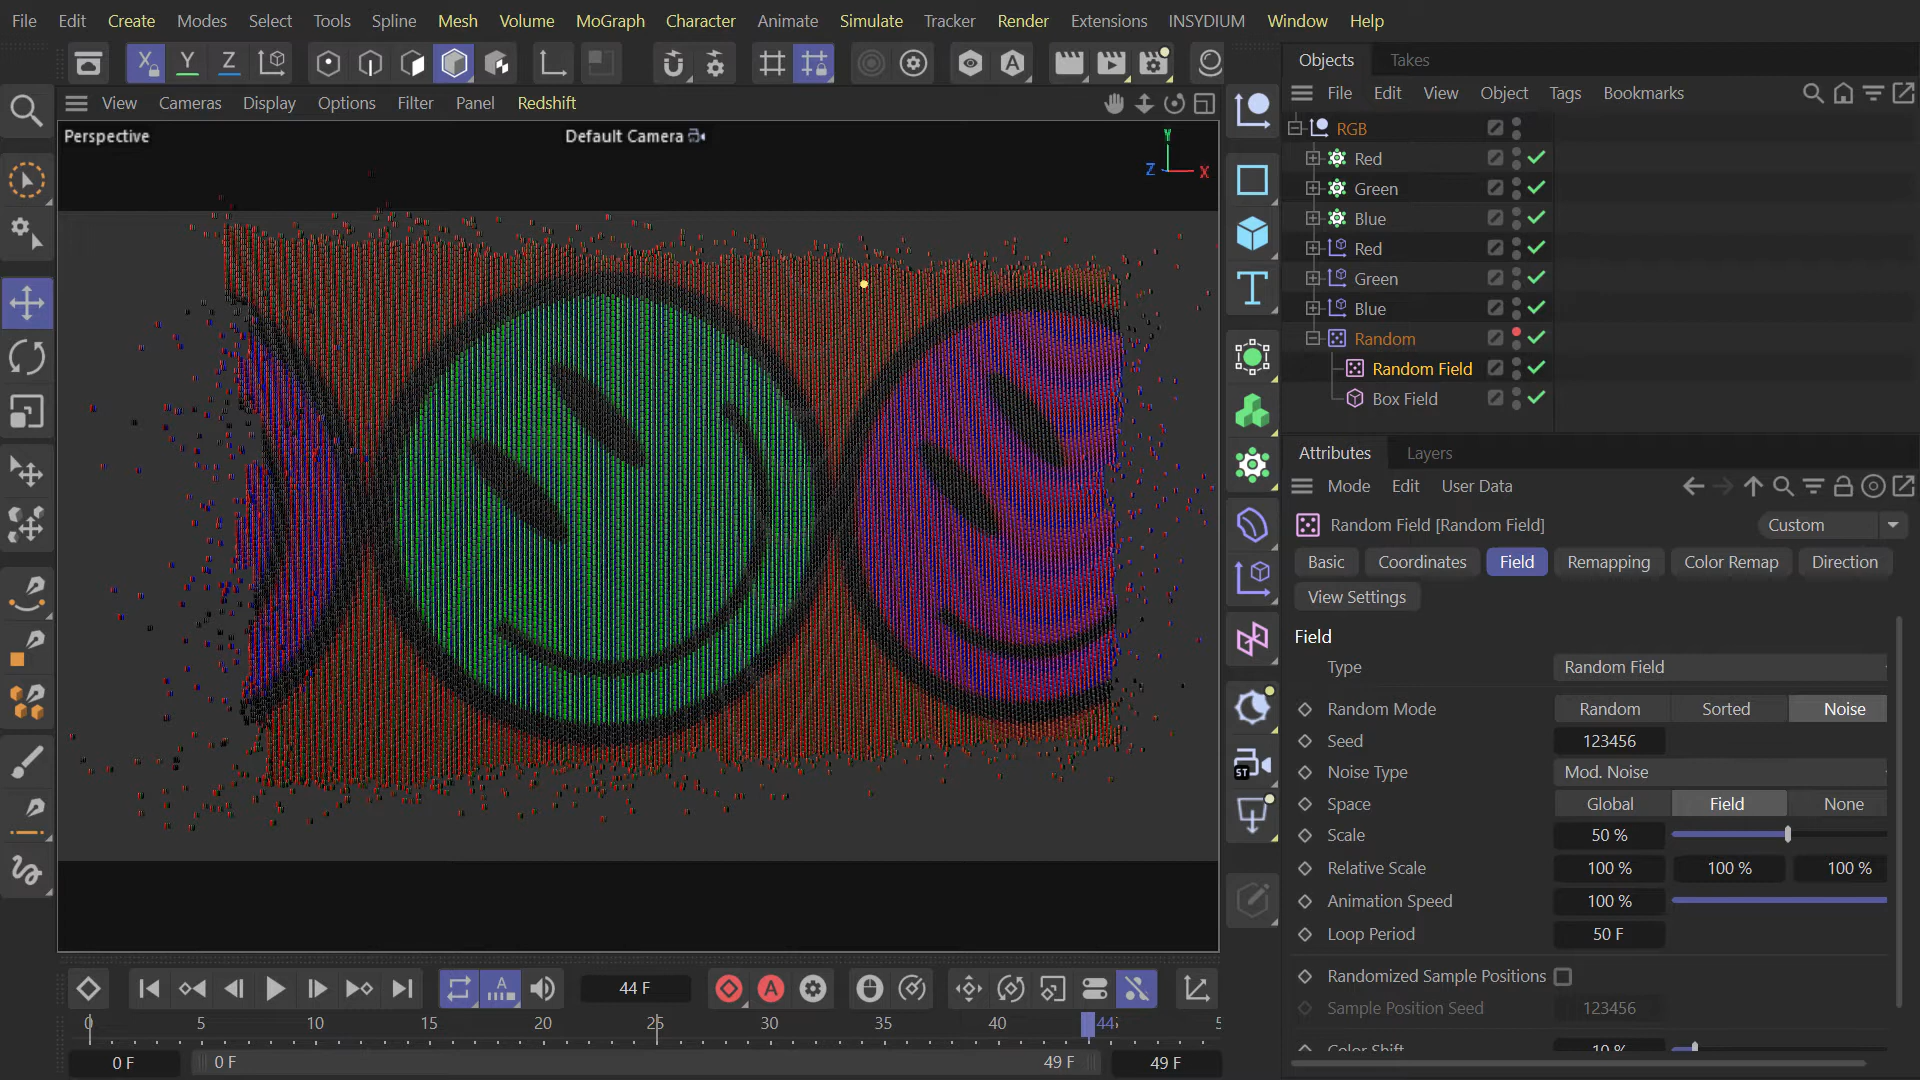 File Edit Create Modes Select Tools Spline Mesh Volume MoGraph Character Animate Simulate Tracker Render Extensions INSYDIUM Window Help
X Y Z
View Cameras Display Options Filter Panel Redshift
Perspective
Default Camera
Y
Z X
Objects Takes
File Edit View Object Tags Bookmarks
RGB
Red
Green
Blue
Red
Green
Blue
Random
Random Field
Box Field
ST
Attributes Layers
Mode Edit User Data
Random Field [Random Field] Custom
Basic Coordinates Field Remapping Color Remap Direction
View Settings
Field
Type Random Field
Random Mode Random Sorted Noise
Seed 123456
Noise Type Mod. Noise
Space Global Field None
Scale 50 %
Relative Scale 100 % 100 % 100 %
Animation Speed 100 %
Loop Period 50 F
Randomized Sample Positions
Sample Position Seed 123456
Color Shift 10 %
A A 44 F
0 5 10 15 20 25 30 35 40 44 5
0 F 0 F 49 F 49 F